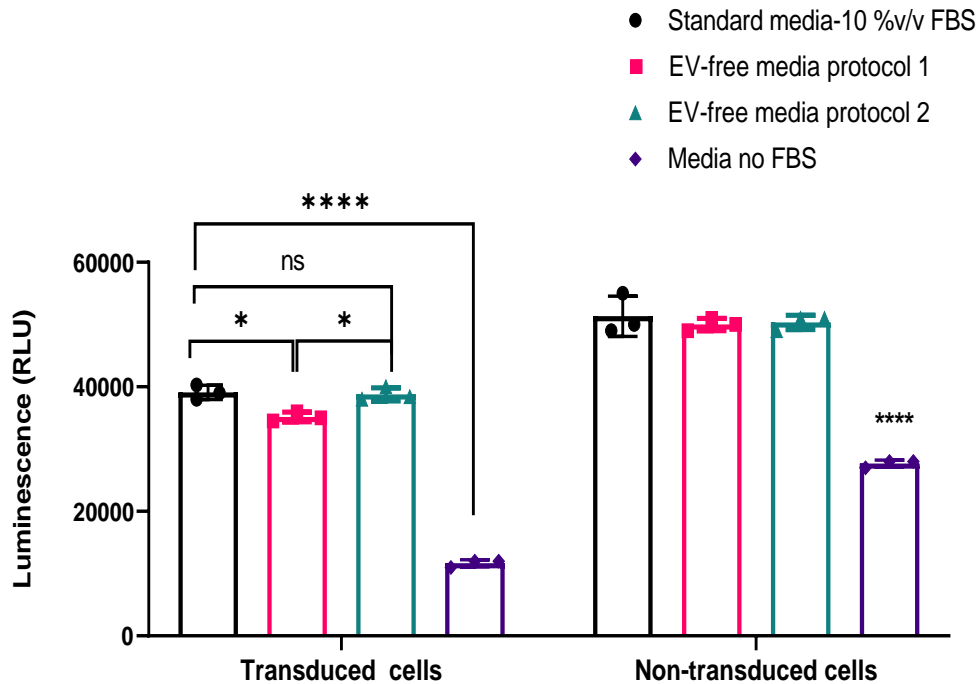 Standard media-10 %v/v FBS
EV-free media protocol 1
EV-free media protocol 2
Media no FBS
****
ns
*
*
****
60000
40000
20000
0
Luminescence (RLU)
Transduced cells
Non-transduced cells